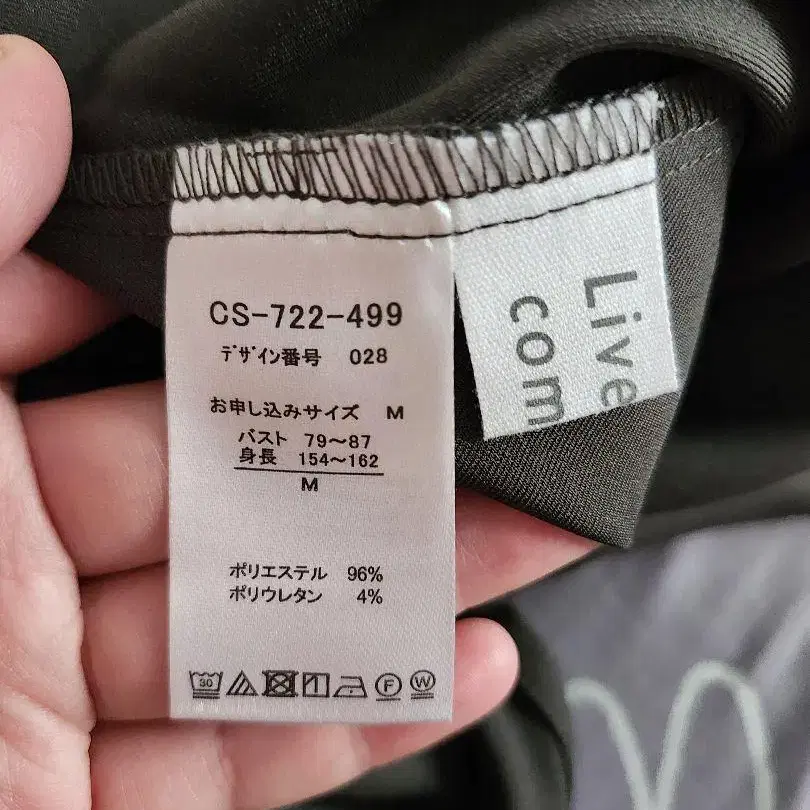 CS-722-499
デザイン番号 028
お申し込みサイズ M
バスト 79～87
身長 154～162
M
ポリエステル 96%
ポリウレタン 4%
30
F
W
Live
com